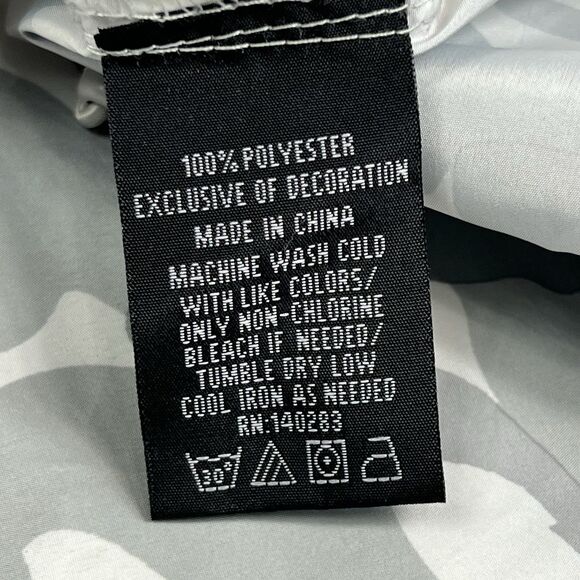 100% POLYESTER
EXCLUSIVE OF DECORATION
MADE IN CHINA
MACHINE WASH COLD
WITH LIKE COLORS/
ONLY NON-CHLORINE
BLEACH IF NEEDED/
TUMBLE DRY LOW
COOL IRON AS NEEDED
RN:140283
30°